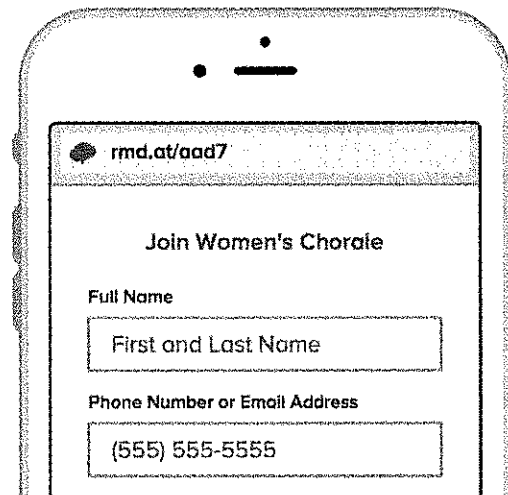 rmd.at/aad7
Join Women's Chorale
Full Name
First and Last Name
Phone Number or Email Address
(555) 555-5555